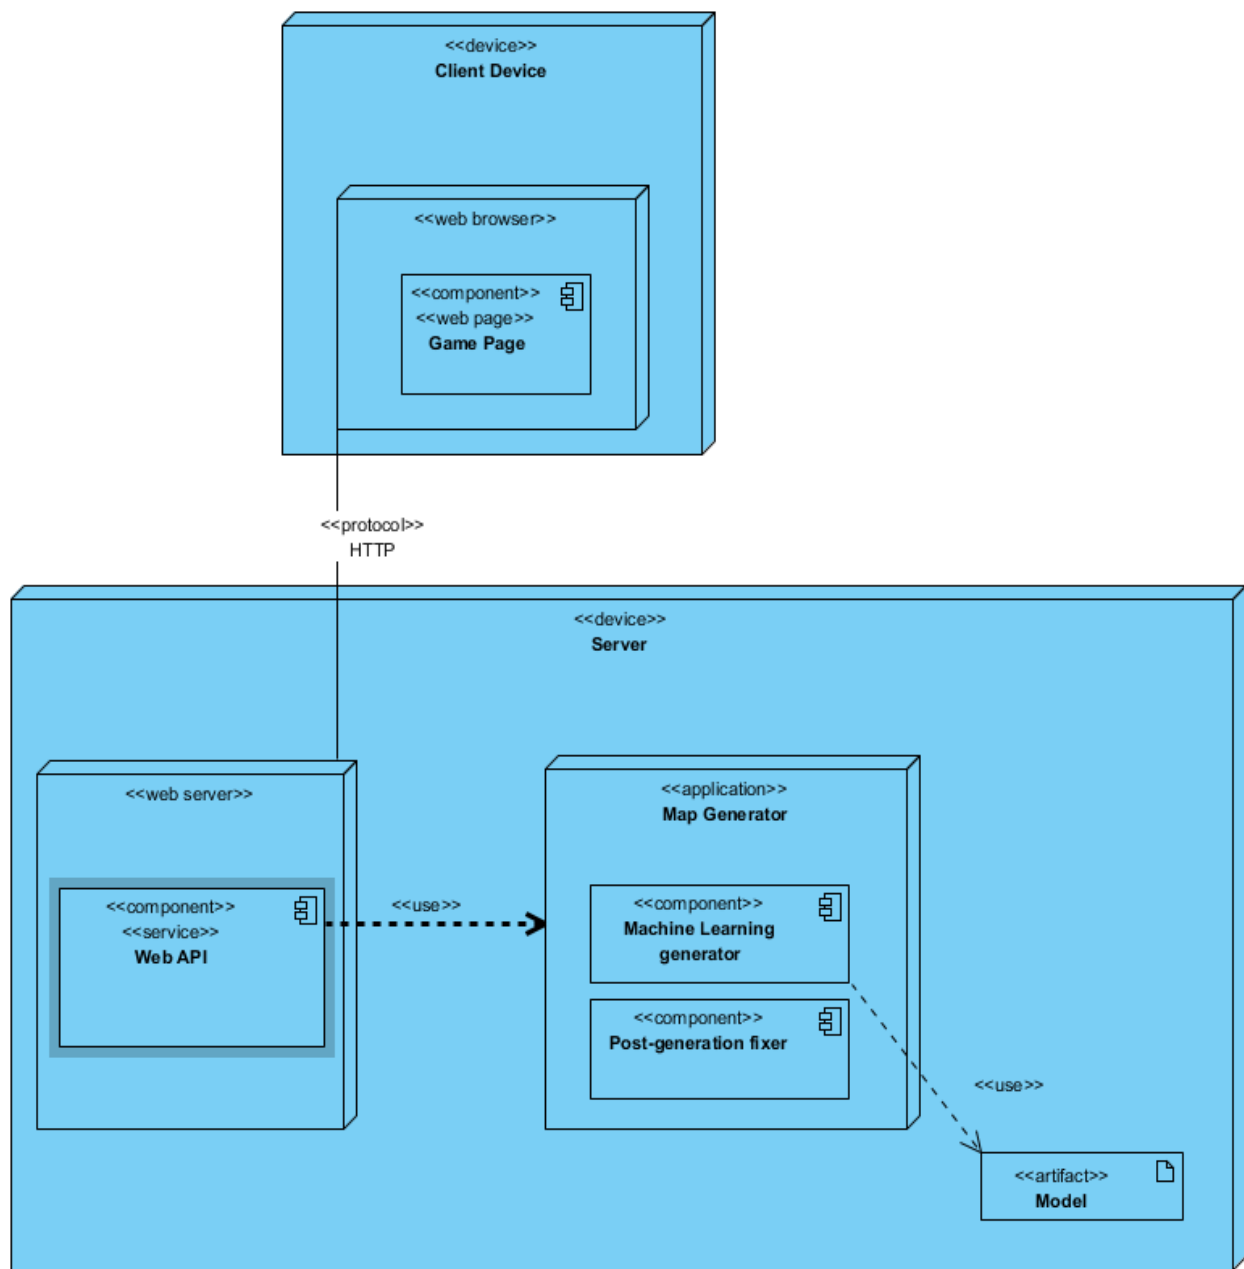 <<device>>
Client Device
<<web browser>>
<<component>>
<<web page>>
Game Page
<<protocol>>
HTTP
<<device>>
Server
<<web server>>
<<component>>
<<service>>
Web API
<<use>>
<<application>>
Map Generator
<<component>>
Machine Learning
generator
<<component>>
Post-generation fixer
<<use>>
<<artifact>>
Model